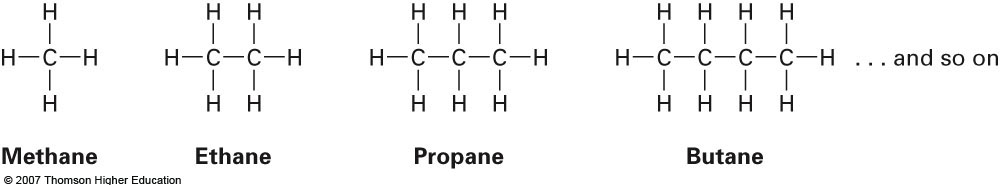 H H H H H H H H H H
H—C—H H—C—C—H H—C—C—C—H H—C—C—C—C—H . . . and so on
H H H H H H H H H H
Methane Ethane Propane Butane
© 2007 Thomson Higher Education